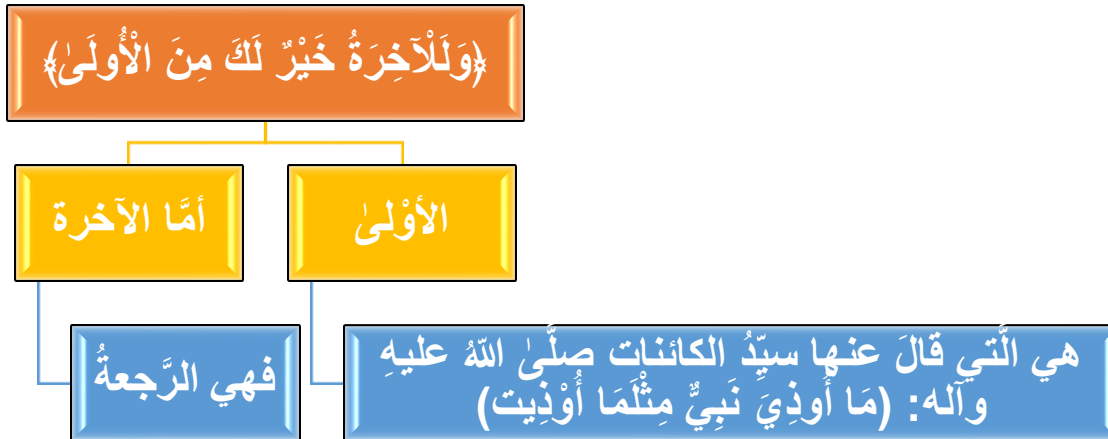 ﴿وَلَلْآخِرَةُ خَيْرٌ لَكَ مِنَ الْأُولَىٰ﴾
الأوْلىٰ
أمَّا الآخرة
هي الَّتي قالَ عنها سيِّدُ الكائنات صلَّىٰ اللهُ عليهِ
وآله: (مَا أُوذِيَ نَبِيٌّ مِثْلَمَا أُوْذِيت)
فهي الرَّجعةُ